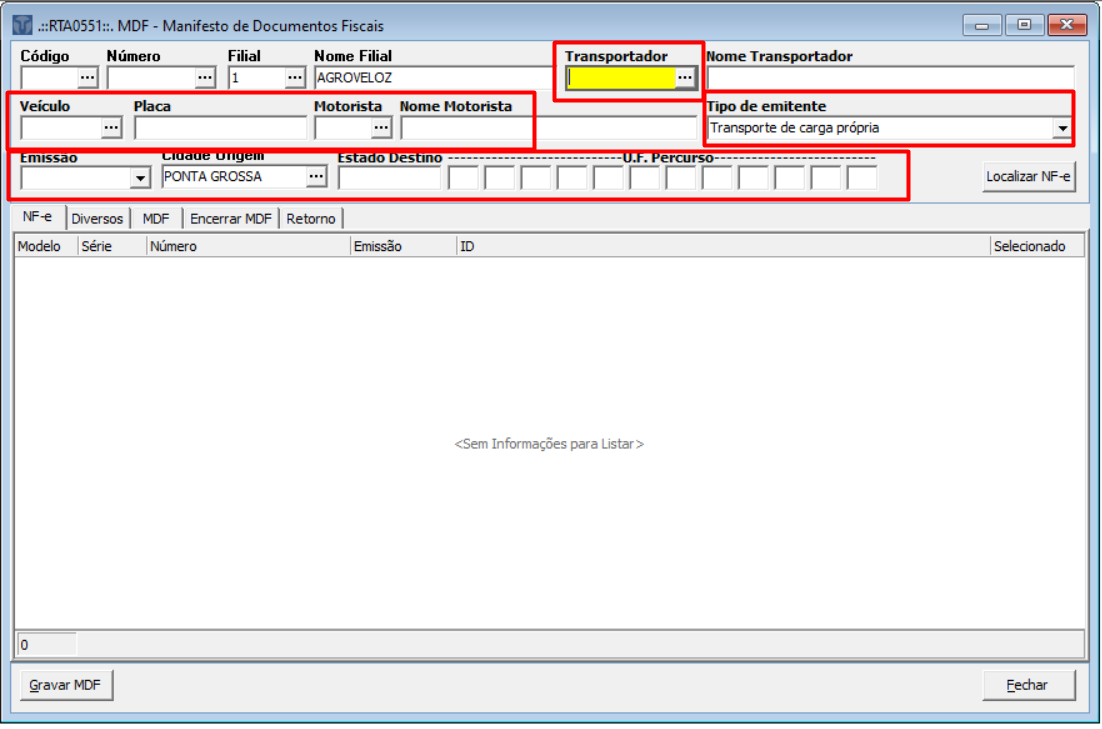 .::RTA0551::. MDF - Manifesto de Documentos Fiscais
Código Número Filial Nome Filial Transportador Nome Transportador
... ... 1 ... AGROVELOZ ...
Veículo Placa Motorista Nome Motorista Tipo de emitente
... ... Transporte de carga própria
Emissão Cidade Origem Estado Destino ---------------------------U.F. Percurso-------------------------
PONTA GROSSA ... Localizar NF-e
NF-e Diversos MDF Encerrar MDF Retorno
Modelo Série Número Emissão ID Selecionado
<Sem Informações para Listar>
0
Gravar MDF Fechar